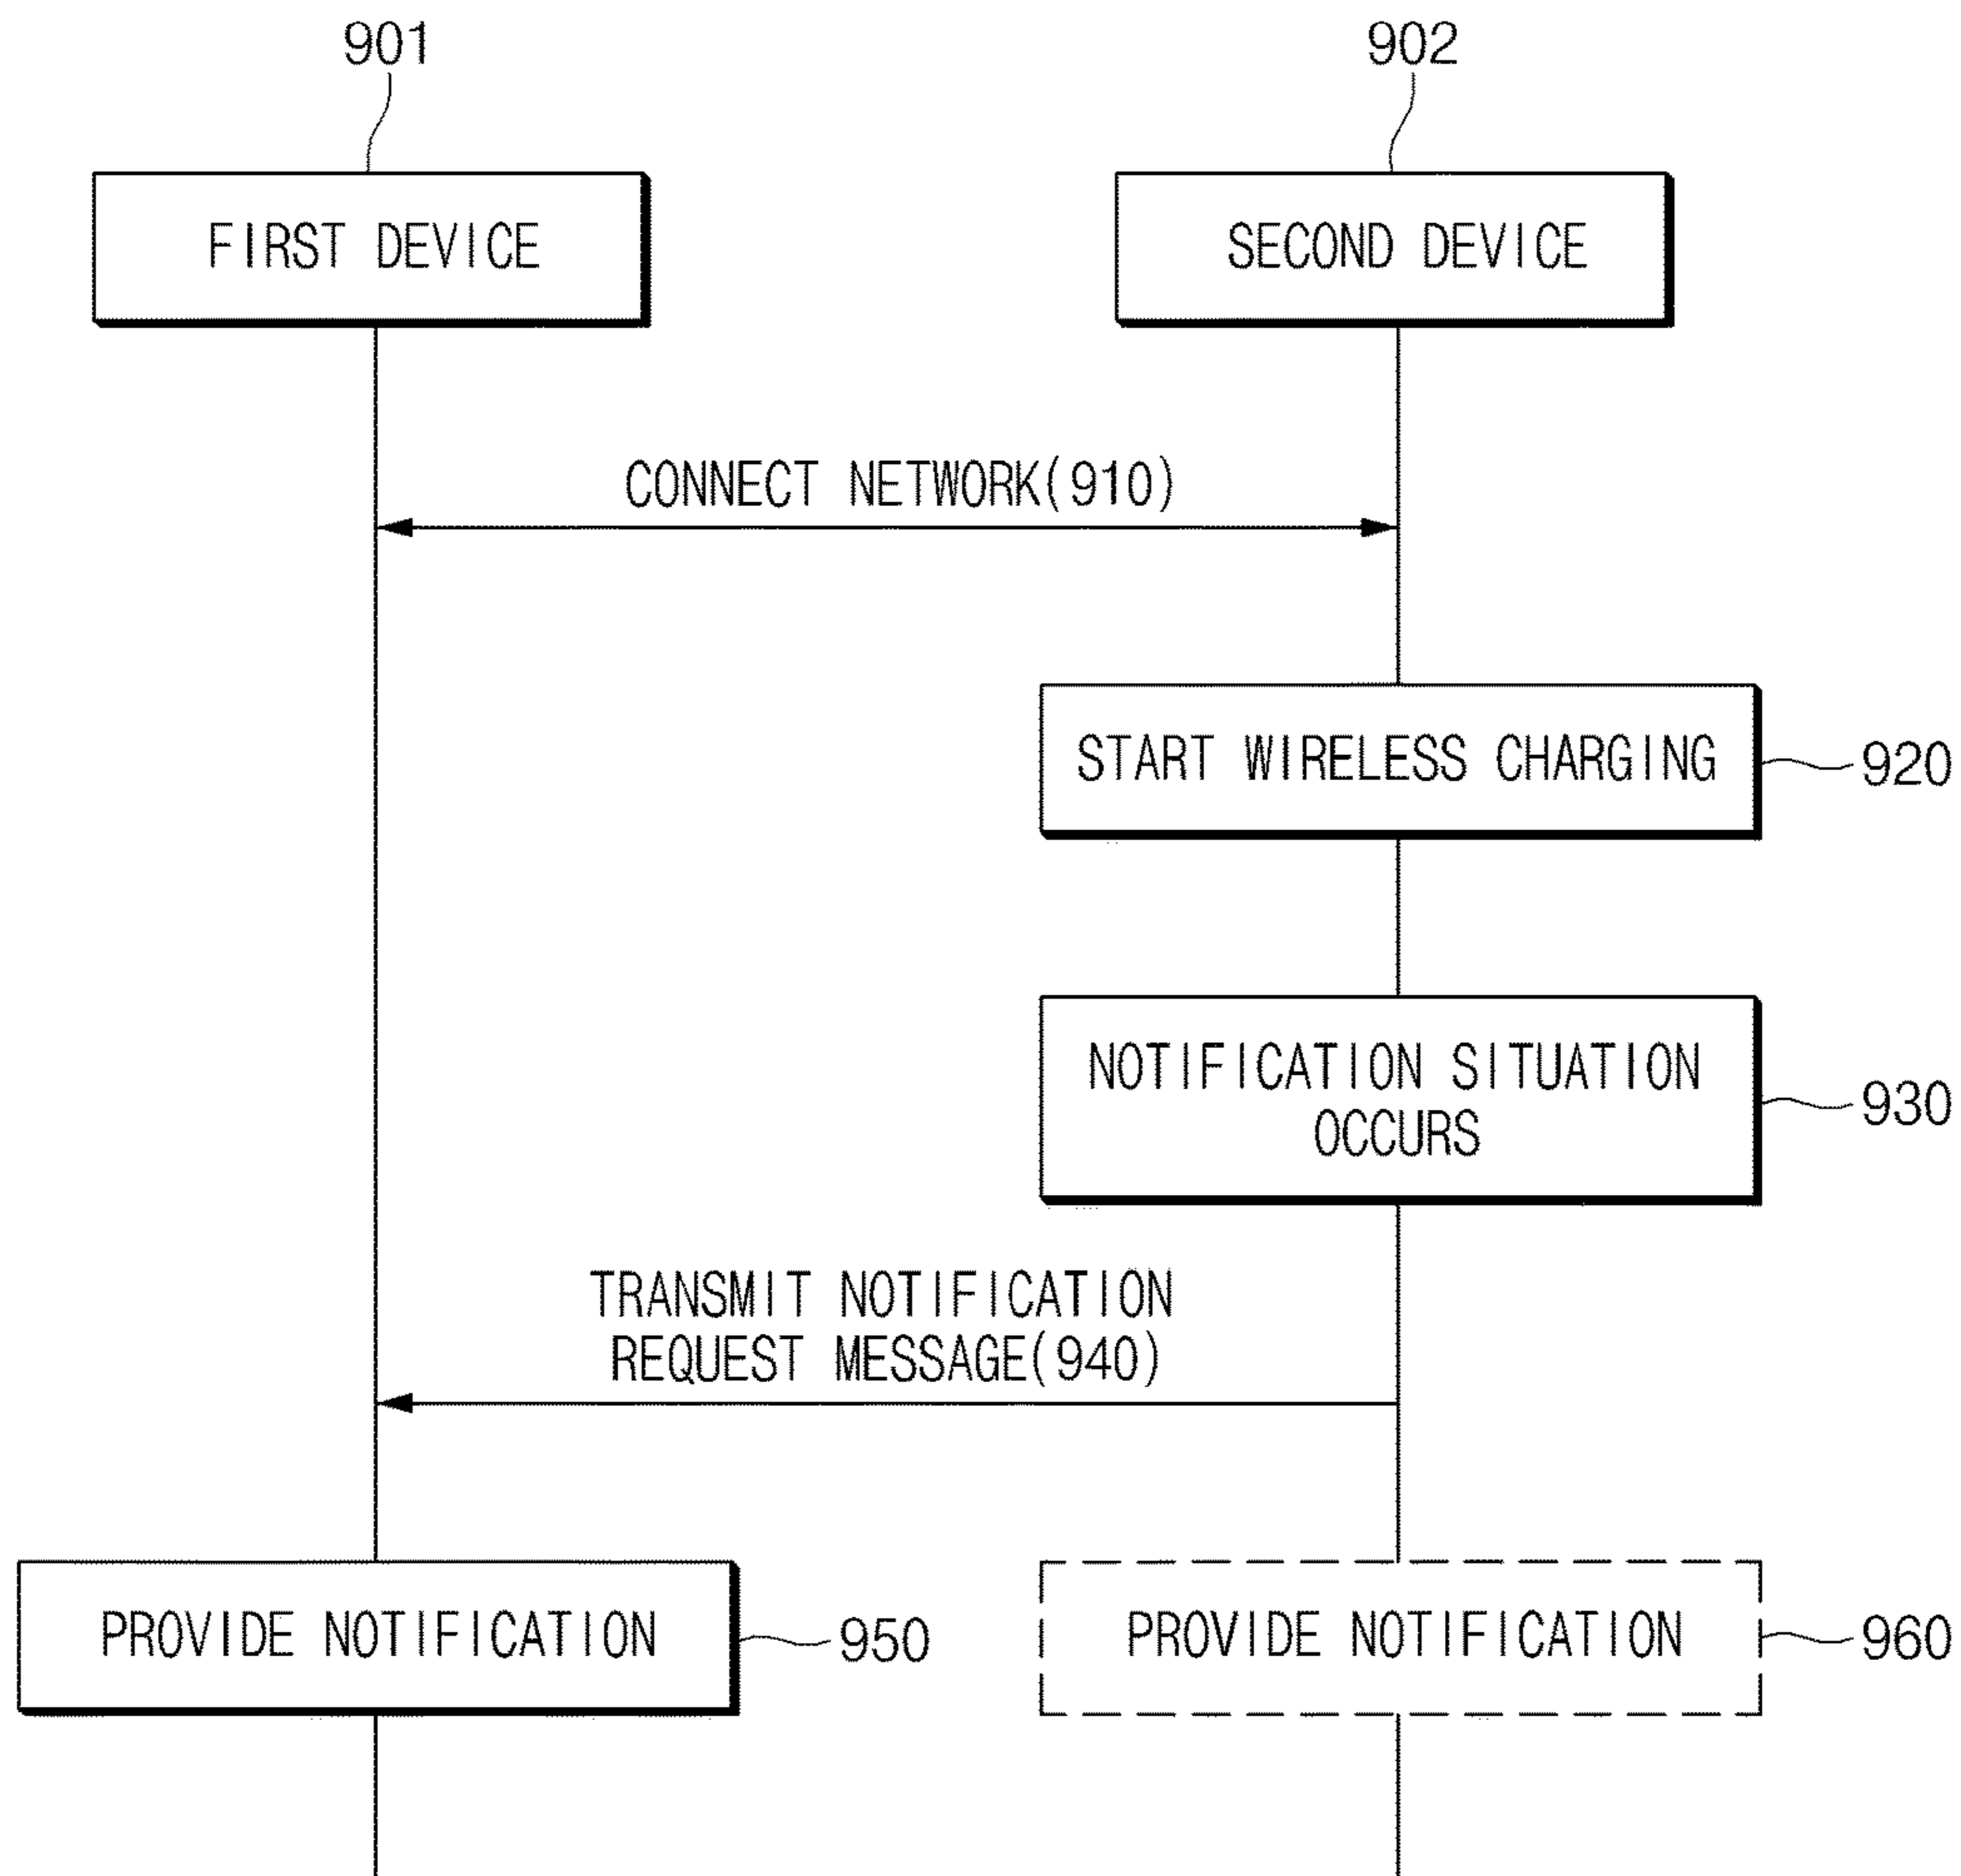 901
902
FIRST DEVICE
SECOND DEVICE
CONNECT NETWORK(910)
START WIRELESS CHARGING
920
NOTIFICATION SITUATION
OCCURS
930
TRANSMIT NOTIFICATION
REQUEST MESSAGE(940)
PROVIDE NOTIFICATION
950
PROVIDE NOTIFICATION
960